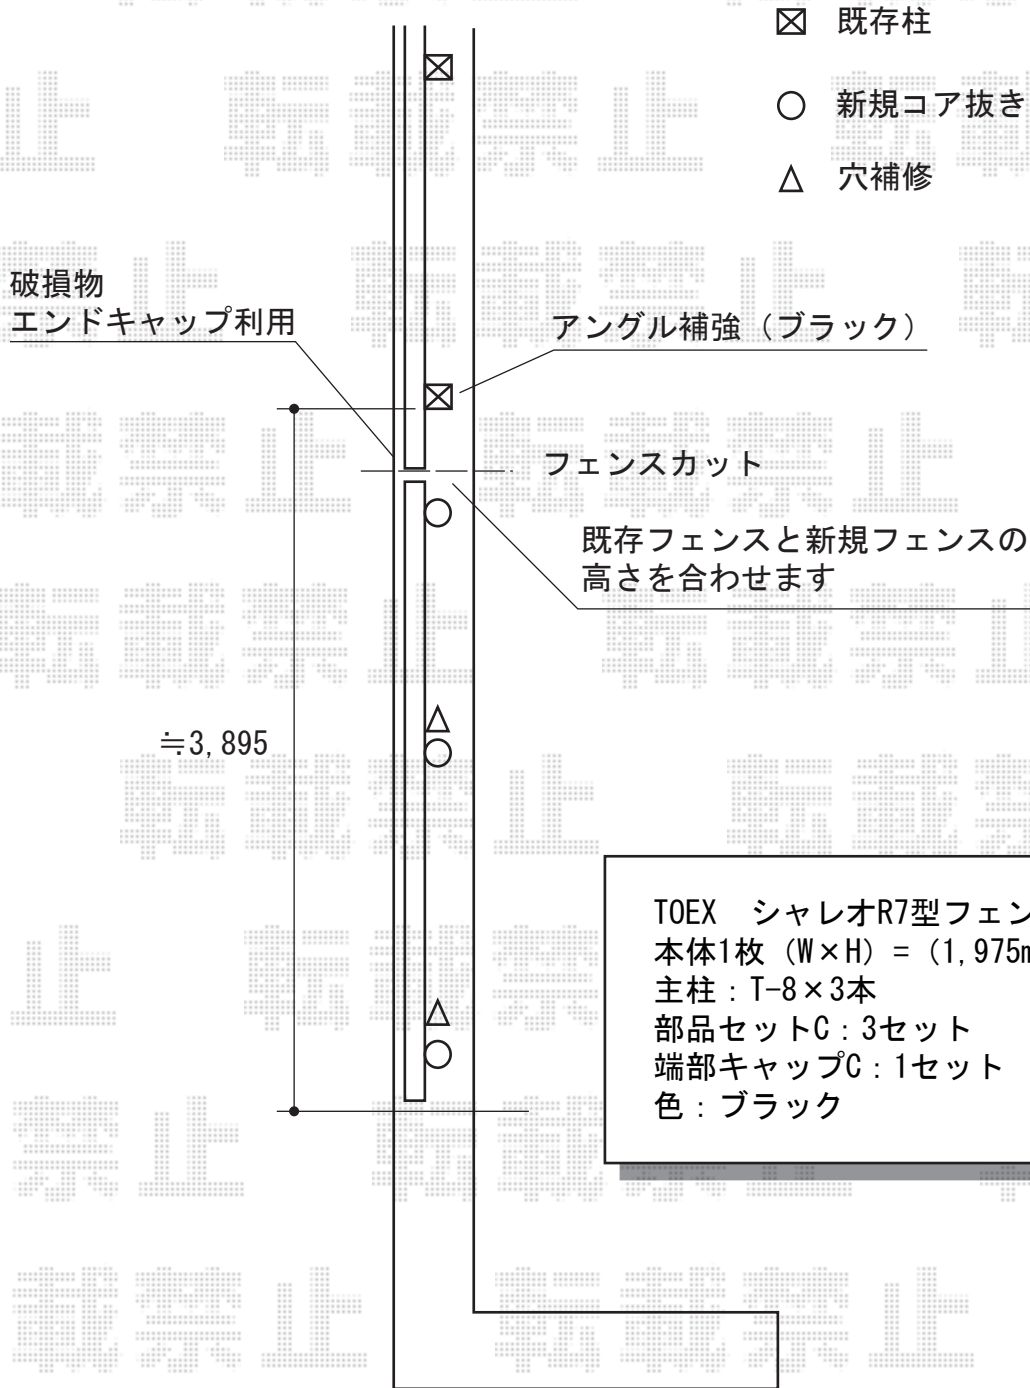 既存柱
新規コア抜き
穴補修
破損物
エンドキャップ利用
アングル補強（ブラック）
フェンスカット
既存フェンスと新規フェンスの
高さを合わせます
≒3,895
TOEX　シャレオR7型フェン
本体1枚（W×H）=（1,975m
主柱：T-8×3本
部品セットC：3セット
端部キャップC：1セット
色：ブラック
転載禁止